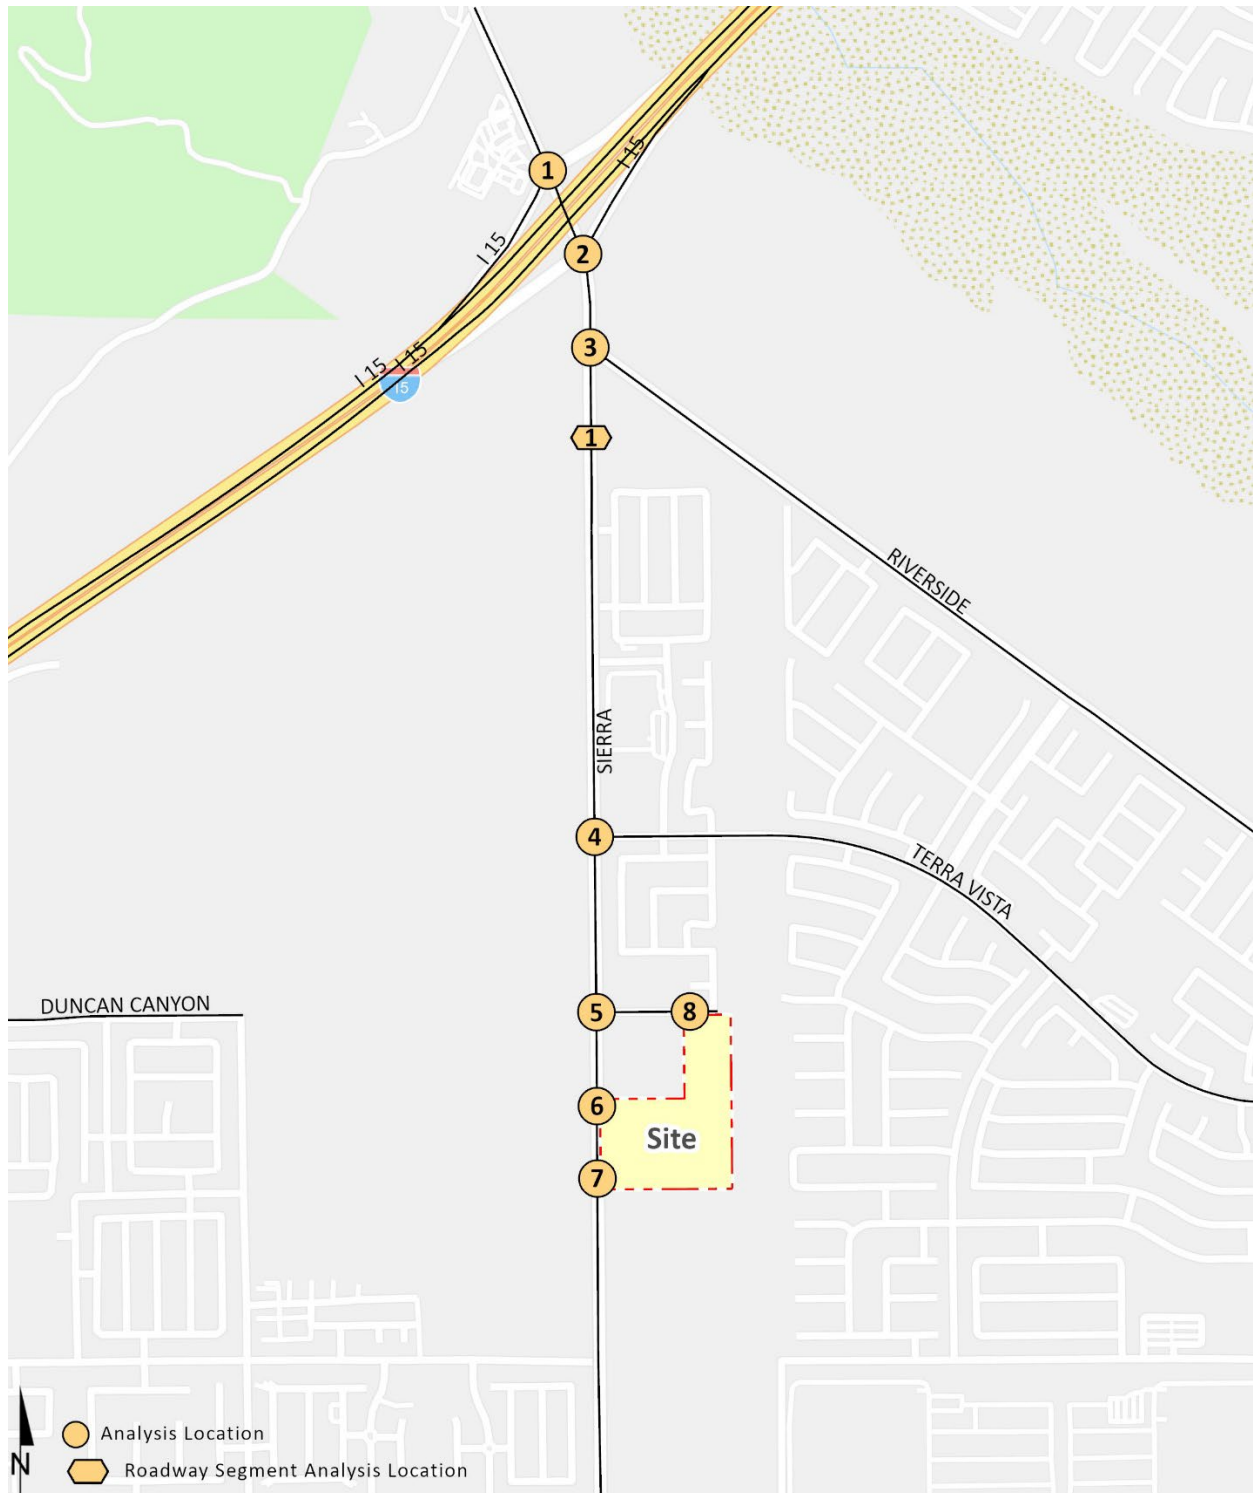 1
I 15
I 15
2
3
I 15
I 15
15
1
RIVERSIDE
SIERRA
4
TERRA VISTA
DUNCAN CANYON
5
8
6
Site
7
Analysis Location
N
Roadway Segment Analysis Location